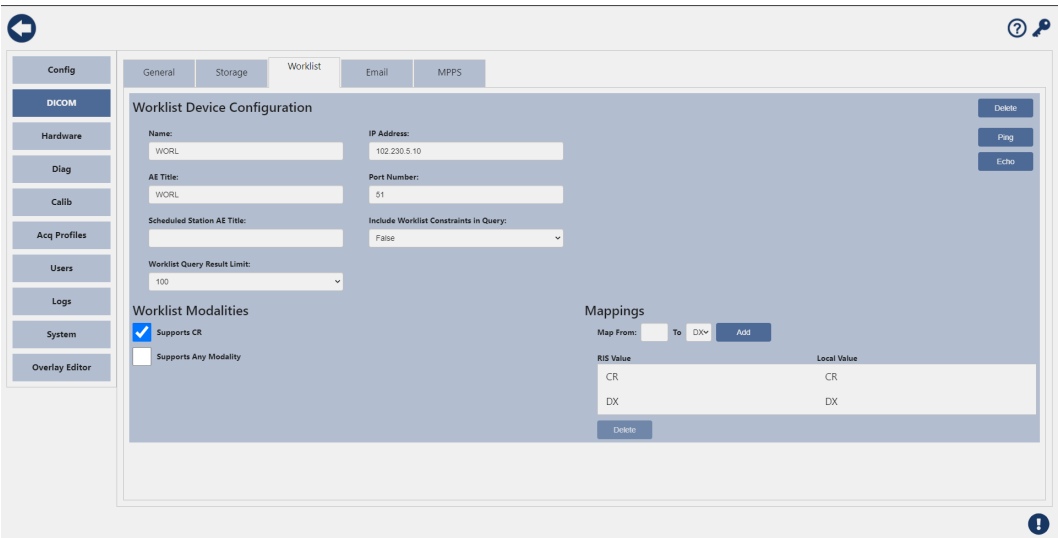 Config
DICOM
Hardware
Diag
Calib
Acq Profiles
Users
Logs
System
Overlay Editor
General Storage Worklist Email MPPS
Worklist Device Configuration
Delete
Ping
Echo
Name: IP Address:
WORL 102.230.5.10
AE Title: Port Number:
WORL 51
Scheduled Station AE Title: Include Worklist Constraints in Query:
False
Worklist Query Result Limit:
100
Worklist Modalities
Supports CR
Supports Any Modality
Mappings
Map From: To DX Add
RIS Value Local Value
CR CR
DX DX
Delete